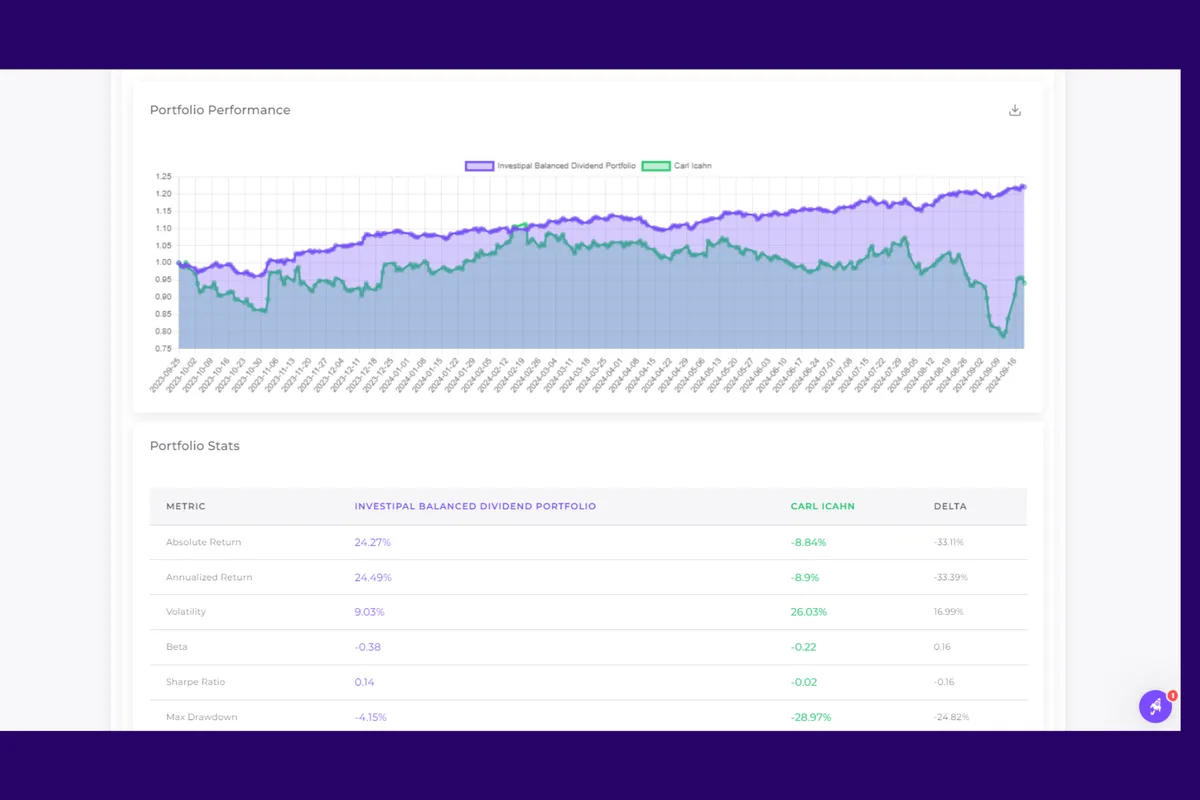 Portfolio Performance
Investipal Balanced Dividend Portfolio Carl Icahn
1.25
1.20
1.15
1.10
1.05
1.00
0.95
0.90
0.85
0.80
0.75
2023-09-25 2023-10-02 2023-10-09 2023-10-16 2023-10-23 2023-10-30 2023-11-06 2023-11-13 2023-11-20 2023-11-27 2023-12-04 2023-12-11 2023-12-18 2023-12-25 2024-01-01 2024-01-08 2024-01-15 2024-01-22 2024-01-29 2024-02-05 2024-02-12 2024-02-19 2024-02-26 2024-03-04 2024-03-11 2024-03-18 2024-03-25 2024-04-01 2024-04-08 2024-04-15 2024-04-22 2024-04-29 2024-05-06 2024-05-13 2024-05-20 2024-05-27 2024-06-03 2024-06-10 2024-06-17 2024-06-24 2024-07-01 2024-07-08 2024-07-15 2024-07-22 2024-07-29 2024-08-05 2024-08-12 2024-08-19 2024-08-26 2024-09-02 2024-09-09 2024-09-16
Portfolio Stats
METRIC INVESTIPAL BALANCED DIVIDEND PORTFOLIO CARL ICAHN DELTA
Absolute Return 24.27% -8.84% -33.11%
Annualized Return 24.49% -8.9% -33.39%
Volatility 9.03% 26.03% 16.99%
Beta -0.38 -0.22 0.16
Sharpe Ratio 0.14 -0.02 -0.16
Max Drawdown -4.15% -28.97% -24.82%
1